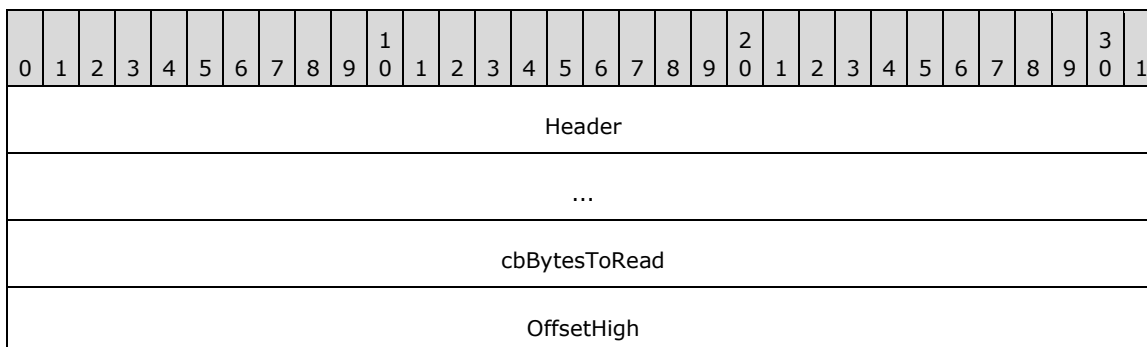 1 2 3
0 1 2 3 4 5 6 7 8 9 0 1 2 3 4 5 6 7 8 9 0 1 2 3 4 5 6 7 8 9 0 1
Header
...
cbBytesToRead
OffsetHigh